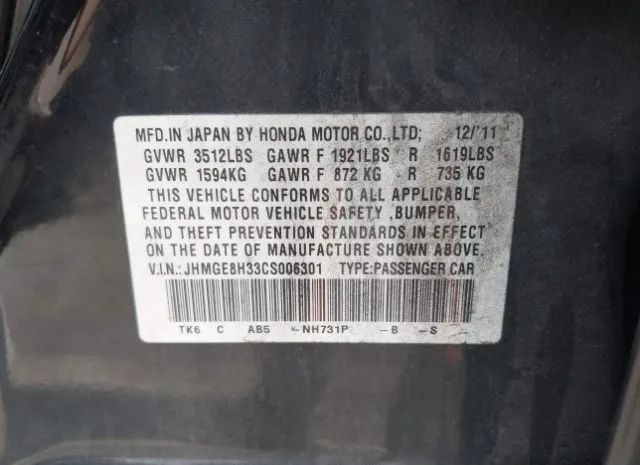 MFD.IN JAPAN BY HONDA MOTOR CO.,LTD; 12/'11
GVWR 3512LBS GAWR F 1921LBS R 1619LBS
GVWR 1594KG GAWR F 872 KG - R 735 KG
THIS VEHICLE CONFORMS TO ALL APPLICABLE
FEDERAL MOTOR VEHICLE SAFETY ,BUMPER,
AND THEFT PREVENTION STANDARDS IN EFFECT
ON THE DATE OF MANUFACTURE SHOWN ABOVE.
V.I.N.: JHMGE8H33CS006301 TYPE:PASSENGER CAR
TK6 C AB5 -NH731P -B -S